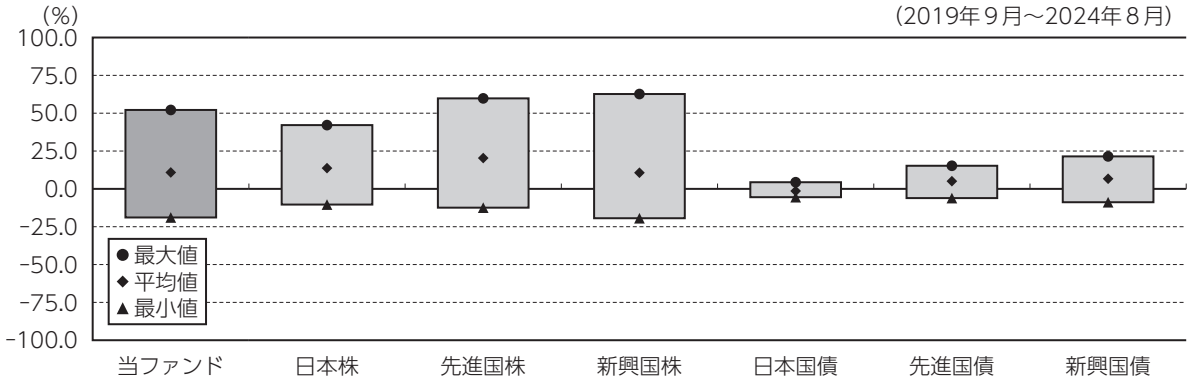 (%)
(2019年9月～2024年8月)
100.0
75.0
50.0
25.0
0.0
-25.0
-50.0
-75.0
-100.0
●最大値
◆平均値
▲最小値
当ファンド 日本株 先進国株 新興国株 日本国債 先進国債 新興国債